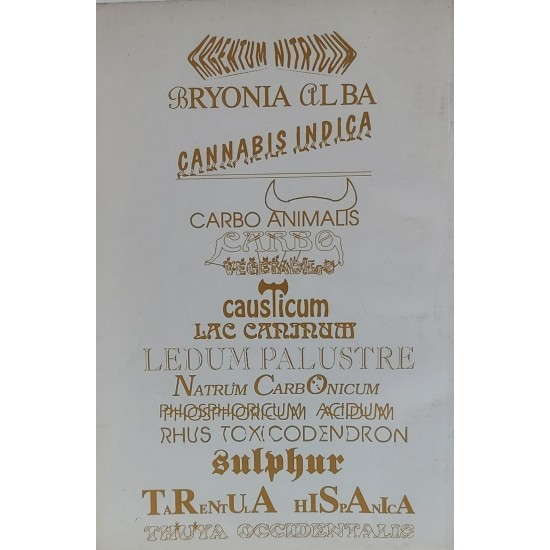 ARGENTUM NITRICUM
BRYONIA ALBA
CANNABIS INDICA
CARBO ANIMALIS
CARBO
VEGETABILIS
causTicum
LAC CANINUM
LEDUM PALUSTRE
NATRUM CARBONICUM
PHOSPHORICUM ACIDUM
RHUS TOXICODENDRON
sulphur
TaRentulA HiSpAnicA
THUYA OCCIDENTALIS